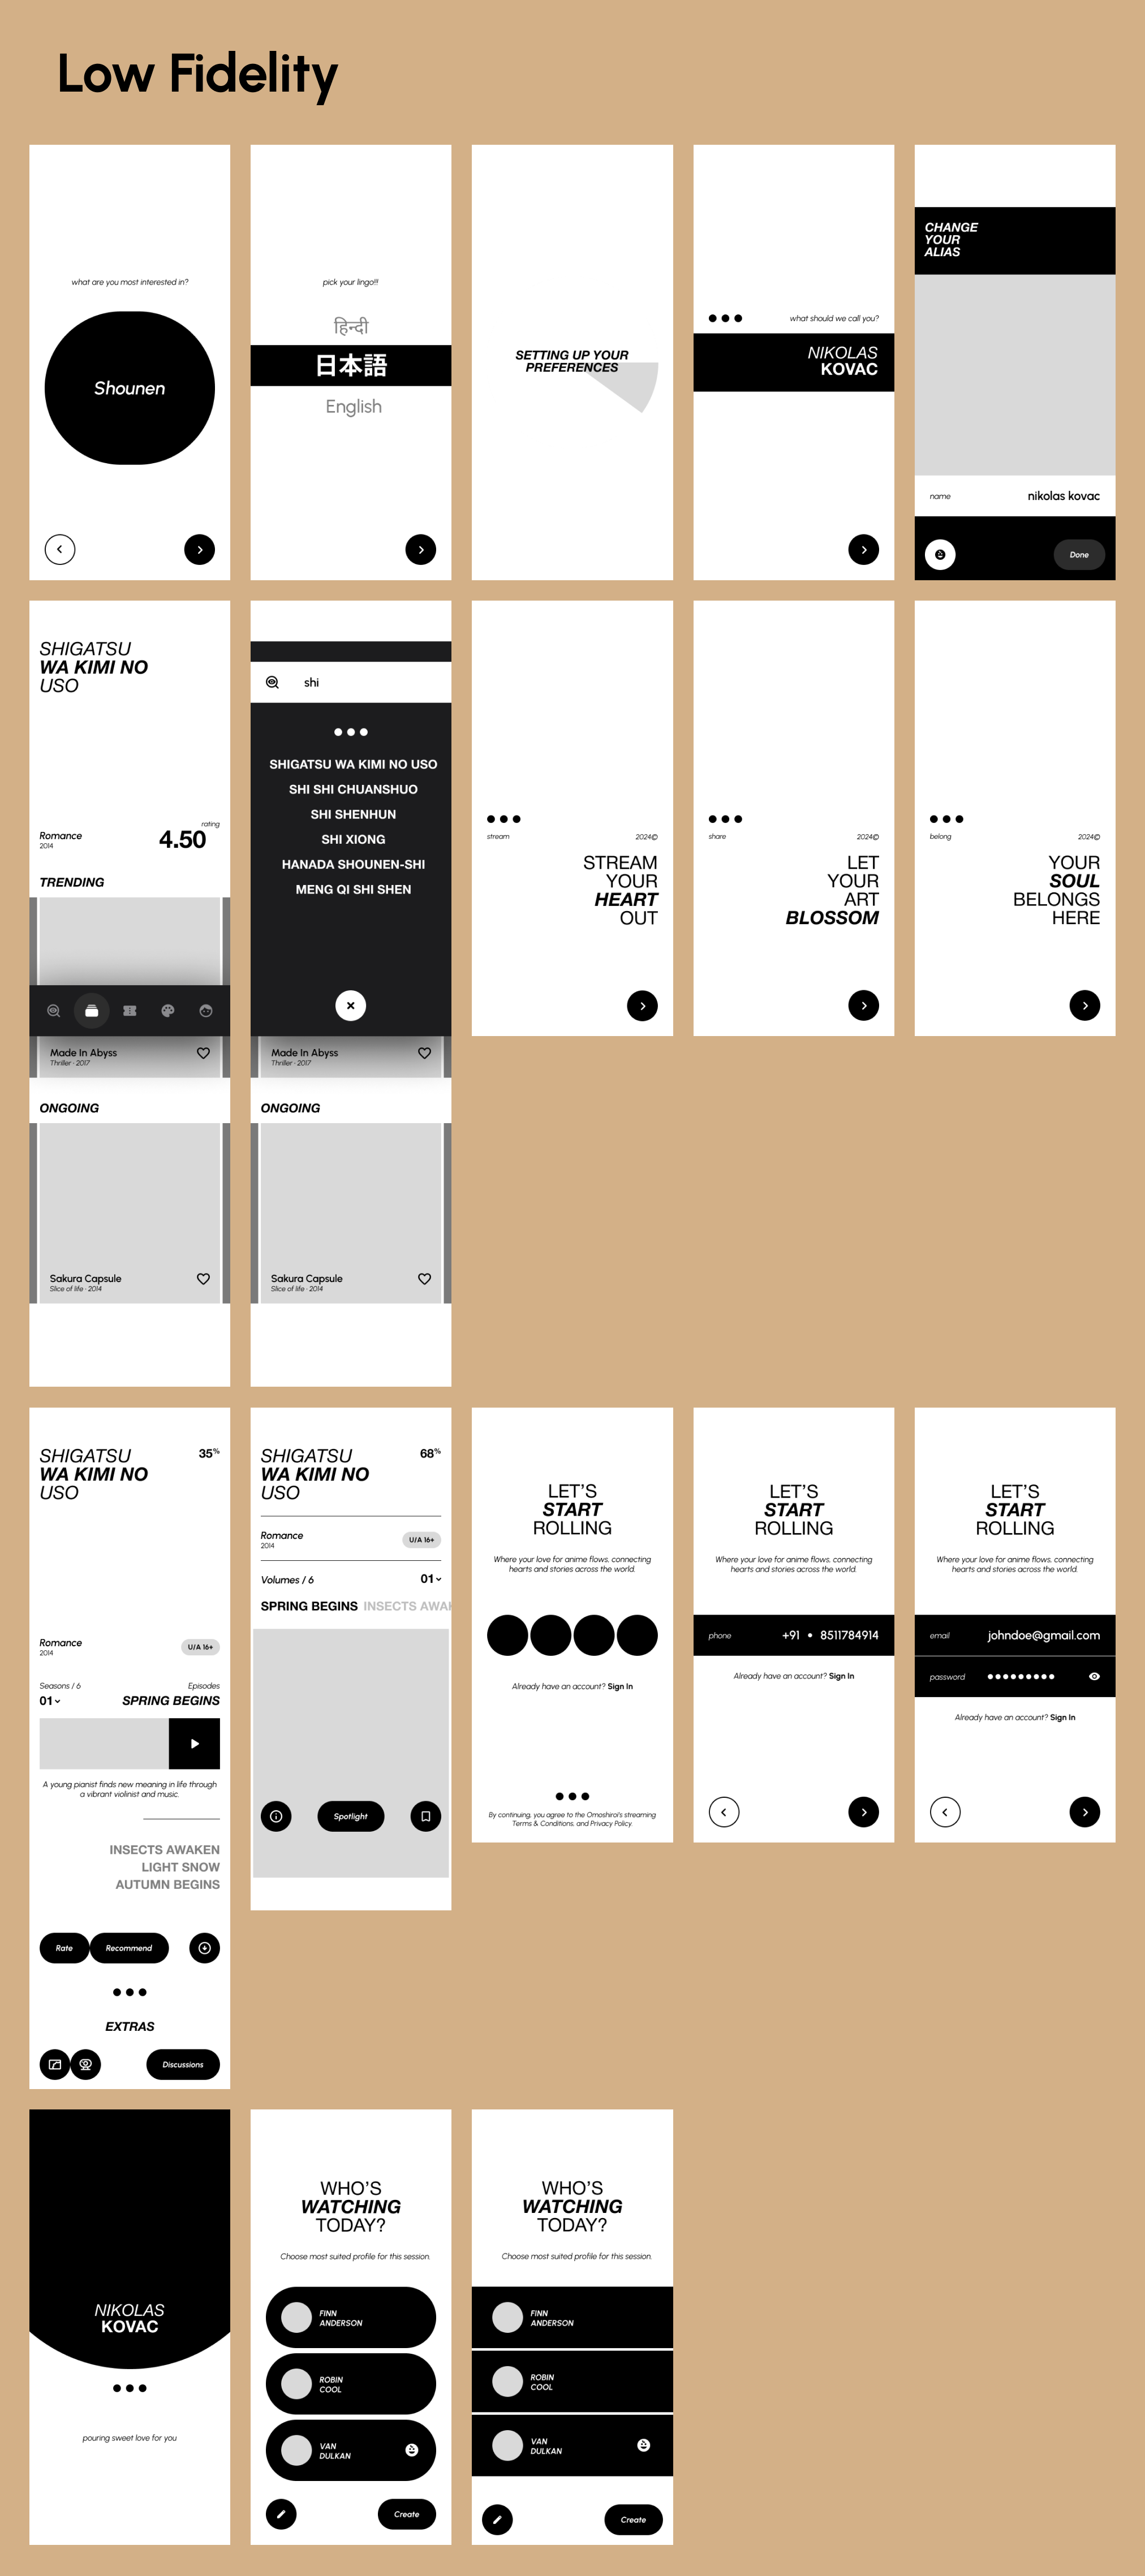 Low Fidelity
what are you most interested in?
Shounen
pick your lingo!!
हिन्दी
日本語
English
SETTING UP YOUR
PREFERENCES
what should we call you?
NIKOLAS
KOVAC
CHANGE
YOUR
ALIAS
name nikolas kovac
Done
SHIGATSU
WA KIMI NO
USO
rating
Romance
2014
4.50
TRENDING
Made In Abyss
Thriller · 2017
ONGOING
Sakura Capsule
Slice of life · 2014
shi
SHIGATSU WA KIMI NO USO
SHI SHI CHUANSHUO
SHI SHENHUN
SHI XIONG
HANADA SHOUNEN-SHI
MENG QI SHI SHEN
Made In Abyss
Thriller · 2017
ONGOING
Sakura Capsule
Slice of life · 2014
stream 2024©
STREAM
YOUR
HEART
OUT
share 2024©
LET
YOUR
ART
BLOSSOM
belong 2024©
YOUR
SOUL
BELONGS
HERE
SHIGATSU
WA KIMI NO
USO
35%
Romance
2014
U/A 16+
Seasons / 6 Episodes
01 SPRING BEGINS
A young pianist finds new meaning in life through
a vibrant violinist and music.
INSECTS AWAKEN
LIGHT SNOW
AUTUMN BEGINS
Rate Recommend
EXTRAS
Discussions
SHIGATSU
WA KIMI NO
USO
68%
Romance
2014
U/A 16+
Volumes / 6 01
SPRING BEGINS INSECTS AWAK
Spotlight
LET'S
START
ROLLING
Where your love for anime flows, connecting
hearts and stories across the world.
Already have an account? Sign In
By continuing, you agree to the Omoshiroi's streaming
Terms & Conditions, and Privacy Policy.
LET'S
START
ROLLING
Where your love for anime flows, connecting
hearts and stories across the world.
phone +91 • 8511784914
Already have an account? Sign In
LET'S
START
ROLLING
Where your love for anime flows, connecting
hearts and stories across the world.
email johndoe@gmail.com
password •••••••••
Already have an account? Sign In
NIKOLAS
KOVAC
pouring sweet love for you
WHO'S
WATCHING
TODAY?
Choose most suited profile for this session.
FINN
ANDERSON
ROBIN
COOL
VAN
DULKAN
Create
WHO'S
WATCHING
TODAY?
Choose most suited profile for this session.
FINN
ANDERSON
ROBIN
COOL
VAN
DULKAN
Create